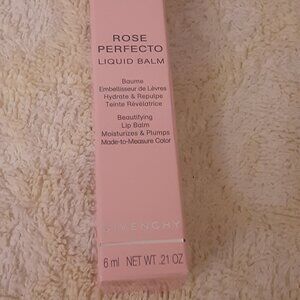 ROSE
PERFECTO
LIQUID BALM
Baume
Embellisseur de Lèvres
Hydrate & Repulpe
Teinte Révélatrice
Beautifying
Lip Balm
Moisturizes & Plumps
Made-to-Measure Color
GIVENCHY
6 ml NET WT .21 OZ